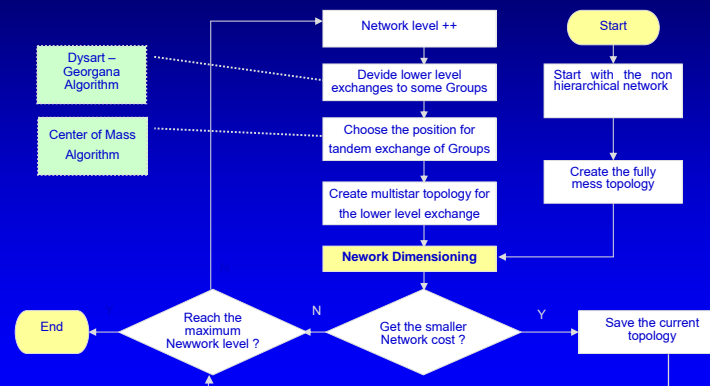 Network level ++
Start
Dysart –
Georgana
Algorithm
Devide lower level
exchanges to some Groups
Start with the non
hierarchical network
Center of Mass
Algorithm
Choose the position for
tandem exchange of Groups
Create the fully
mess topology
Create multistar topology for
the lower level exchange
Nework Dimensioning
End
Reach the
maximum
Newwork level ?
N
Get the smaller
Network cost ?
Y
Save the current
topology